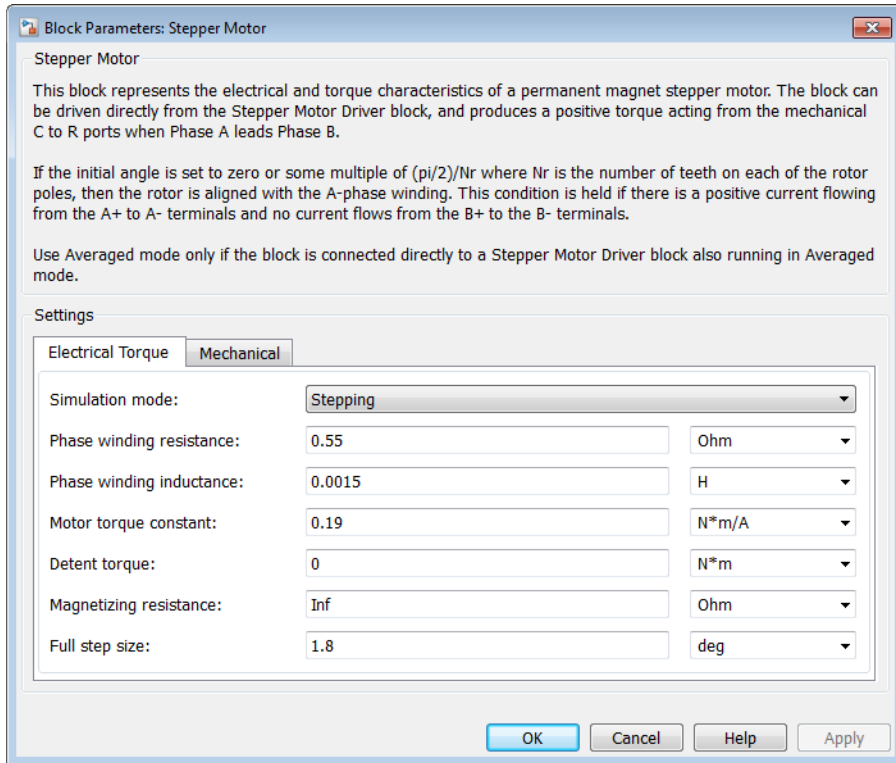 Block Parameters: Stepper Motor
Stepper Motor
This block represents the electrical and torque characteristics of a permanent magnet stepper motor. The block can
be driven directly from the Stepper Motor Driver block, and produces a positive torque acting from the mechanical
C to R ports when Phase A leads Phase B.
If the initial angle is set to zero or some multiple of (pi/2)/Nr where Nr is the number of teeth on each of the rotor
poles, then the rotor is aligned with the A-phase winding. This condition is held if there is a positive current flowing
from the A+ to A- terminals and no current flows from the B+ to the B- terminals.
Use Averaged mode only if the block is connected directly to a Stepper Motor Driver block also running in Averaged
mode.
Settings
Electrical Torque Mechanical
Simulation mode: Stepping
Phase winding resistance: 0.55 Ohm
Phase winding inductance: 0.0015 H
Motor torque constant: 0.19 N*m/A
Detent torque: 0 N*m
Magnetizing resistance: Inf Ohm
Full step size: 1.8 deg
OK Cancel Help Apply